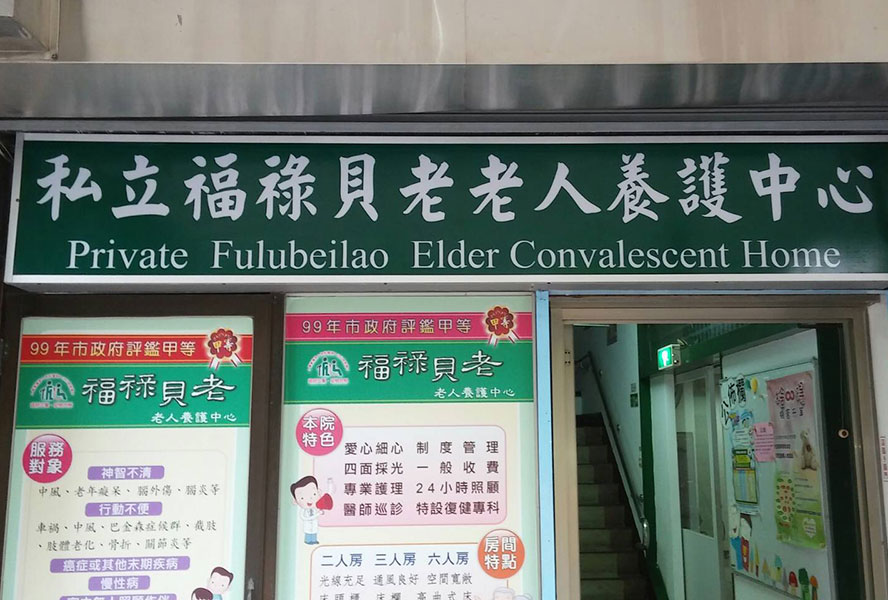 私立福祿貝老老人養護中心
Private Fulubeilao Elder Convalescent Home
99年市政府評鑑甲等
甲等
福祿貝老
老人養護中心
服務
對象
神智不清
中風、老年癡呆、腦外傷、腦炎等
行動不便
車禍、中風、巴金森症候群、截肢
、肢體老化、骨折、關節炎等
癌症或其他末期疾病
慢性病
99年市政府評鑑甲等
甲等
福祿貝老
老人養護中心
本院
特色
愛心細心 制度管理
四面採光 一般收費
專業護理 24小時照顧
醫師巡診 特設復健專科
房間
特點
二人房 三人房 六人房
光線充足 通風良好 空間寬敞
公佈欄